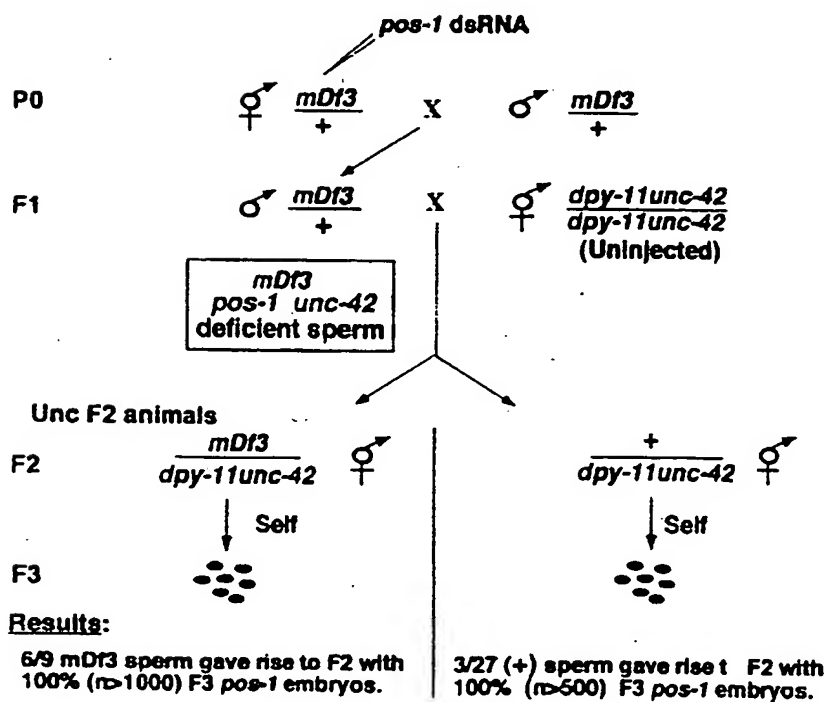 pos-1 dsRNA
P0
mDf3
+
X
mDf3
+
F1
mDf3
+
X
dpy-11unc-42
dpy-11unc-42
(Uninjected)
mDf3
pos-1 unc-42
deficient sperm
Unc F2 animals
F2
mDf3
dpy-11unc-42
+
dpy-11unc-42
Self
Self
F3
Results:
6/9 mDf3 sperm gave rise to F2 with
100% (n>1000) F3 pos-1 embryos.
3/27 (+) sperm gave rise t F2 with
100% (n>500) F3 pos-1 embryos.